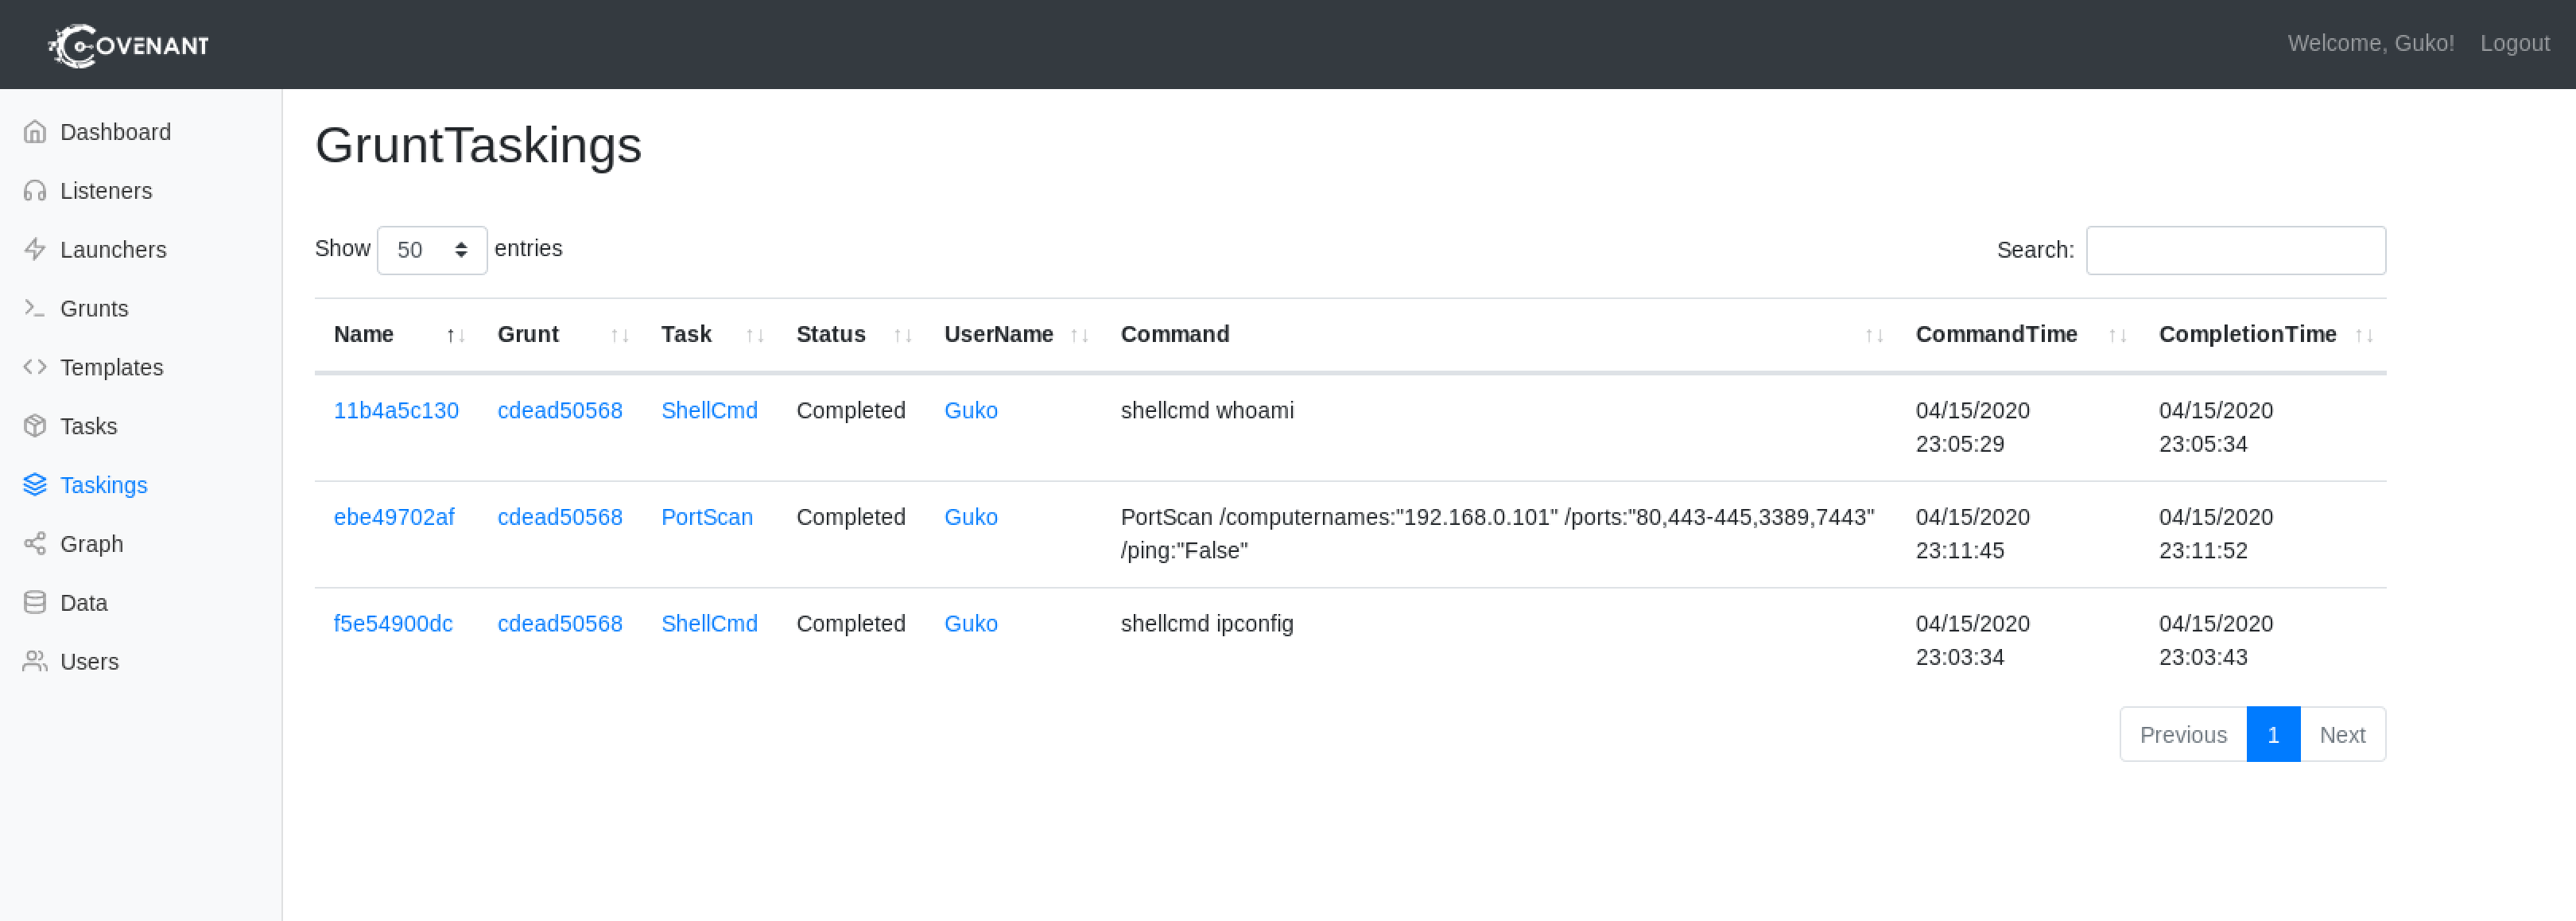 COVENANT
Welcome, Guko! Logout
Dashboard
Listeners
Launchers
Grunts
Templates
Tasks
Taskings
Graph
Data
Users
GruntTaskings
Show 50 entries
Search:
Name Grunt Task Status UserName Command CommandTime CompletionTime
11b4a5c130 cdead50568 ShellCmd Completed Guko shellcmd whoami 04/15/2020 04/15/2020
23:05:29 23:05:34
ebe49702af cdead50568 PortScan Completed Guko PortScan /computernames:"192.168.0.101" /ports:"80,443-445,3389,7443" 04/15/2020 04/15/2020
/ping:"False" 23:11:45 23:11:52
f5e54900dc cdead50568 ShellCmd Completed Guko shellcmd ipconfig 04/15/2020 04/15/2020
23:03:34 23:03:43
Previous 1 Next